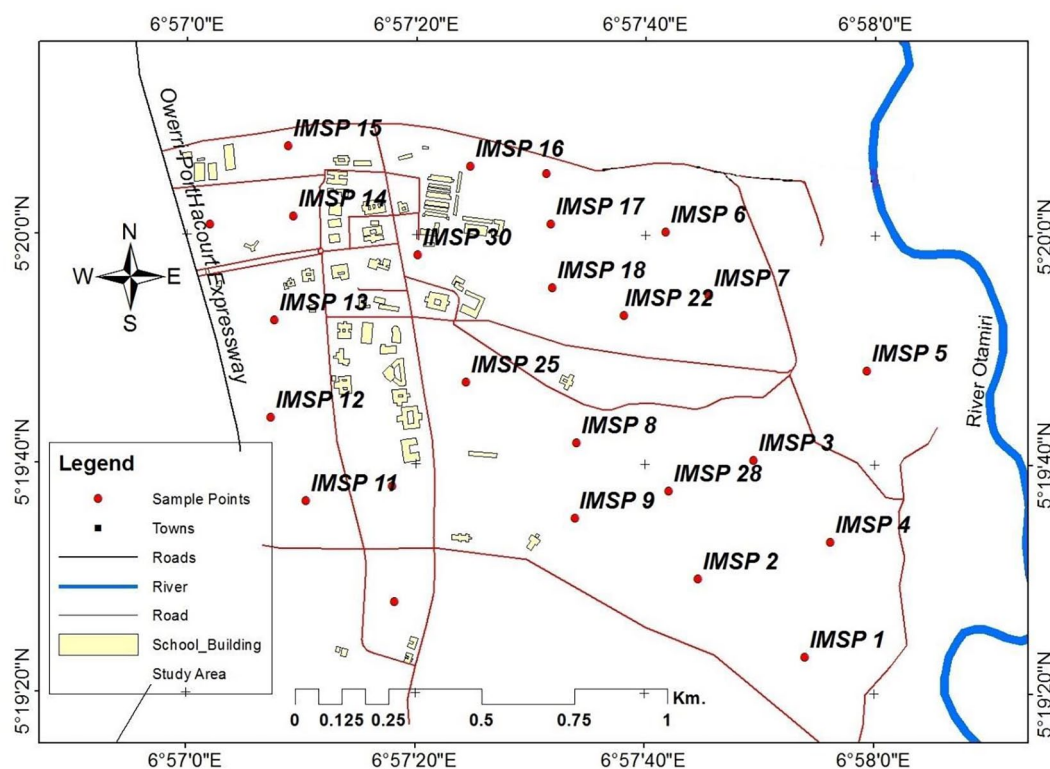 6°57'0"E 6°57'20"E 6°57'40"E 6°58'0"E
IMSP 15
IMSP 16
Owerri-PortHacourt Expressway
IMSP 14
IMSP 17
IMSP 6
5°20'0"N
5°20'0"N
N
IMSP 30
W E
IMSP 18
IMSP 7
S
IMSP 13
IMSP 22
IMSP 5
IMSP 25
River Otamiri
IMSP 12
IMSP 8
IMSP 3
5°19'40"N
5°19'40"N
Legend
IMSP 11
IMSP 28
Sample Points
IMSP 9
Towns
IMSP 4
Roads
IMSP 2
River
Road
School_Building
IMSP 1
Study Area
5°19'20"N
5°19'20"N
Km.
0 0.125 0.25 0.5 0.75 1
6°57'0"E 6°57'20"E 6°57'40"E 6°58'0"E